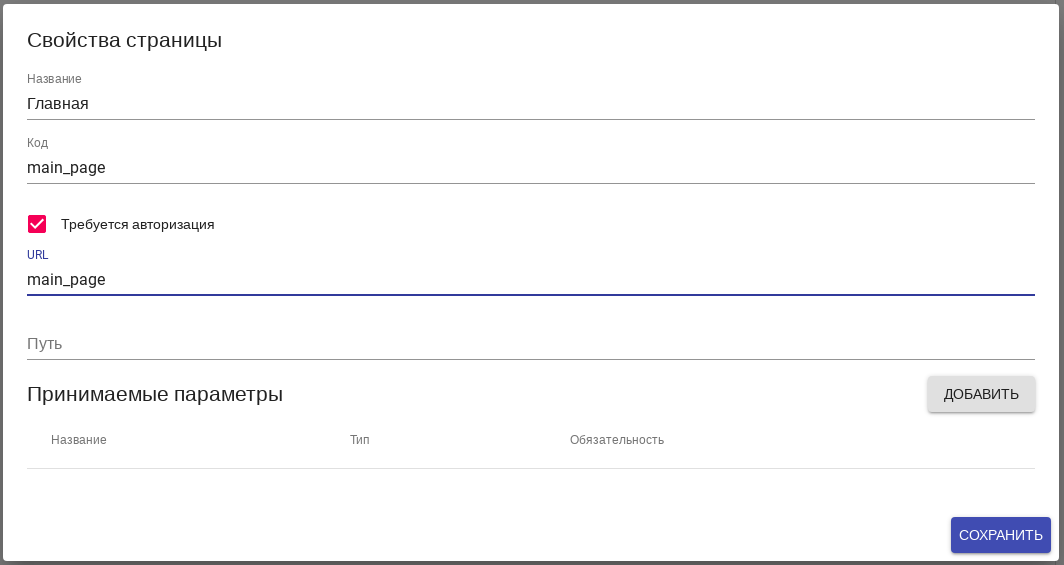 Свойства страницы
Название
Главная
Код
main_page
Требуется авторизация
URL
main_page
Путь
Принимаемые параметры ДОБАВИТЬ
Название Тип Обязательность
СОХРАНИТЬ